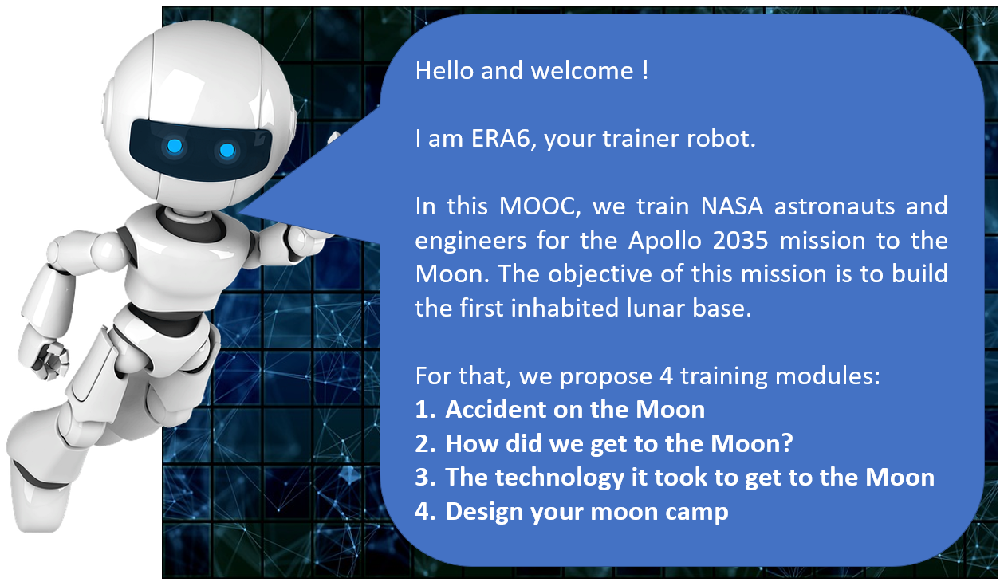 Hello and welcome !
I am ERA6, your trainer robot.
In this MOOC, we train NASA astronauts and
engineers for the Apollo 2035 mission to the
Moon. The objective of this mission is to build
the first inhabited lunar base.
For that, we propose 4 training modules:
1. Accident on the Moon
2. How did we get to the Moon?
3. The technology it took to get to the Moon
4. Design your moon camp